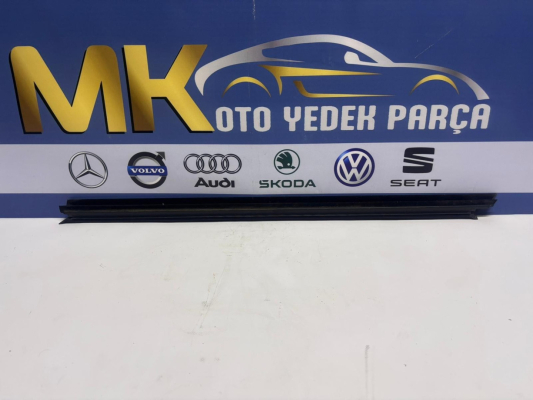 MK
OTO YEDEK PARÇA
VOLVO
Audi
SKODA
SEAT